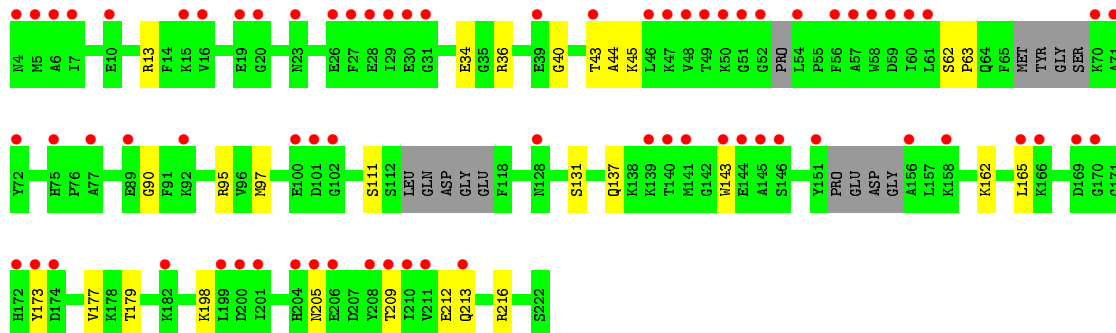 N4 M5 A6 I7 E10 R13 F14 K15 V16 E19 G20 N23 E26 F27 E28 I29 E30 G31 E34 G35 R36 E39 G40 T43 A44 K45 L46 K47 V48 T49 K50 G51 G52 PRO L54 P55 F56 A57 W58 D59 I60 L61 S62 P63 Q64 F65 MET TYR GLY SER K70 A71
Y72 H75 P76 A77 E89 G90 F91 K92 R95 V96 M97 E100 D101 G102 S111 S112 LEU GLN ASP GLY GLU F118 N128 S131 Q137 K138 K139 T140 M141 G142 W143 E144 A145 S146 Y151 PRO GLU ASP GLY A156 L157 K158 K162 L165 K166 D169 G170 G171
H172 Y173 D174 V177 K178 T179 K182 K198 L199 D200 I201 H204 N205 E206 D207 Y208 T209 I210 V211 E212 Q213 R216 S222